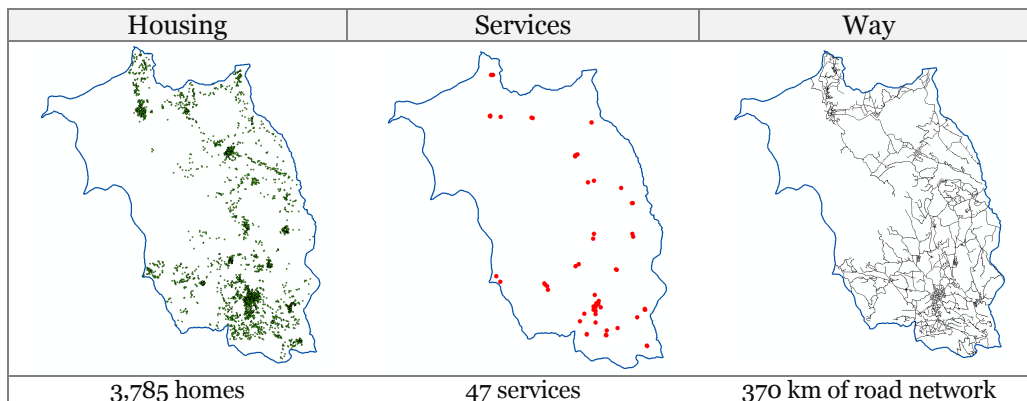 Housing
Services
Way
3,785 homes
47 services
370 km of road network